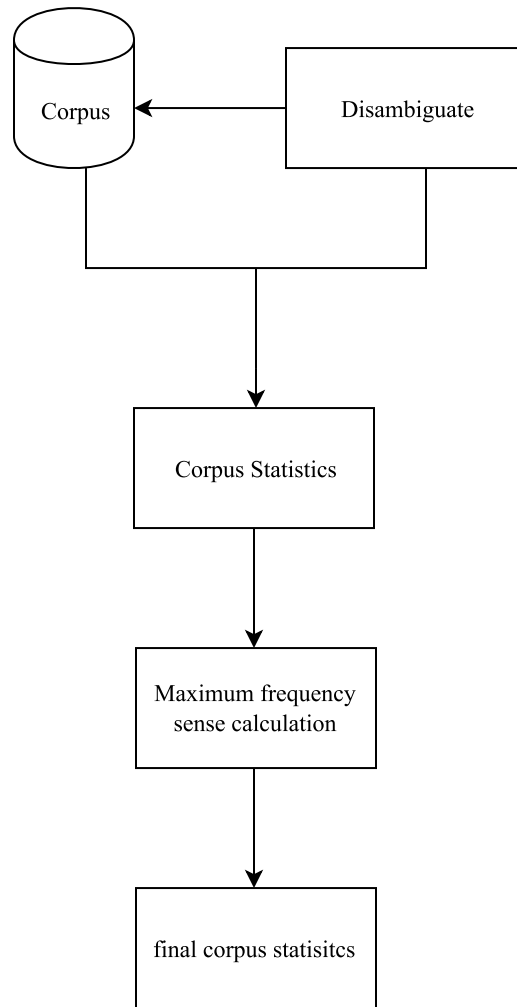 Corpus
Disambiguate
Corpus Statistics
Maximum frequency
sense calculation
final corpus statisitcs